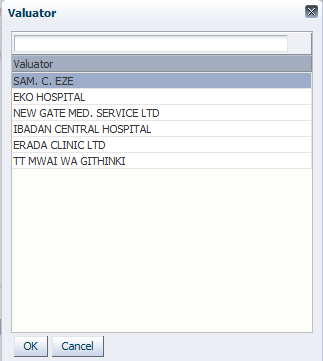 Valuator
Valuator
SAM. C. EZE
EKO HOSPITAL
NEW GATE MED. SERVICE LTD
IBADAN CENTRAL HOSPITAL
ERADA CLINIC LTD
TT MWAI WA GITHINKI
OK Cancel